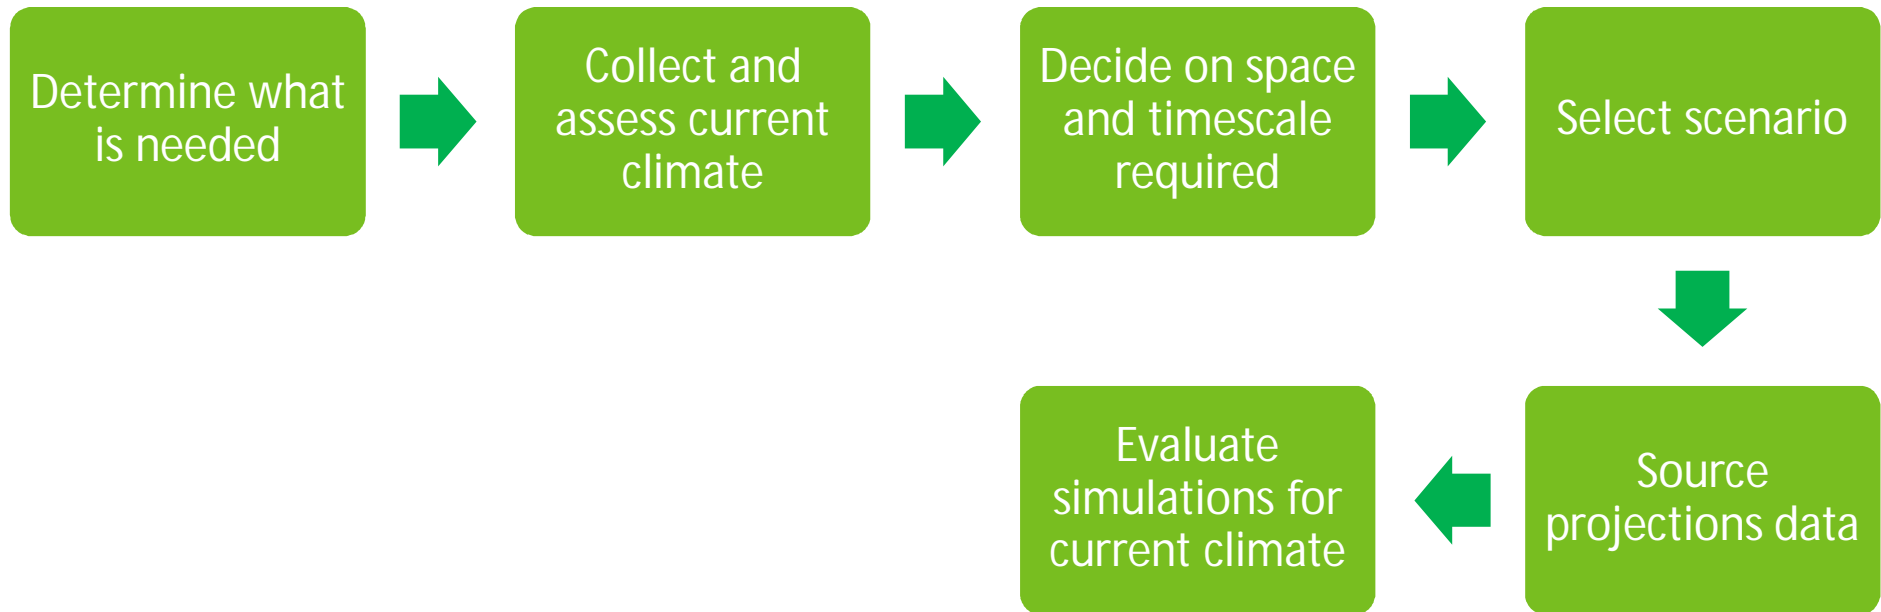 Determine what
is needed
Collect and
assess current
climate
Decide on space
and timescale
required
Select scenario
Source
projections data
Evaluate
simulations for
current climate